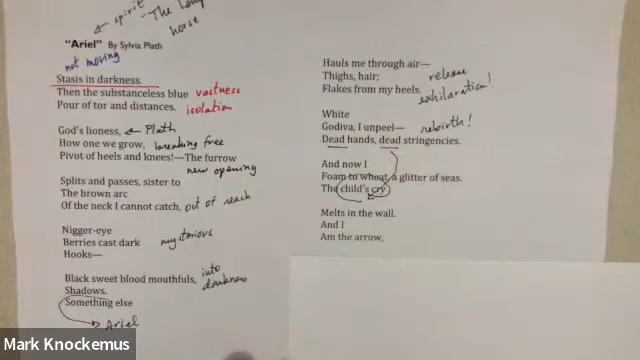 spirit "The
horse
"Ariel" By Sylvia Plath
not moving
Stasis in darkness.
Then the substanceless blue vastness
Pour of tor and distances. isolation
God's lioness, Plath
How one we grow, breaking free
Pivot of heels and knees!—The furrow
new opening
Splits and passes, sister to
The brown arc
Of the neck I cannot catch, out of reach
Nigger-eye
Berries cast dark mysterious
Hooks—
Black sweet blood mouthfuls, into
darkness
Shadows.
Something else
Ariel
Hauls me through air—
Thighs, hair; release
Flakes from my heels. exhilaration!
White
Godiva, I unpeel— rebirth!
Dead hands, dead stringencies.
And now I
Foam to wheat, a glitter of seas.
The child's cry
Melts in the wall.
And I
Am the arrow,
Mark Knockemus